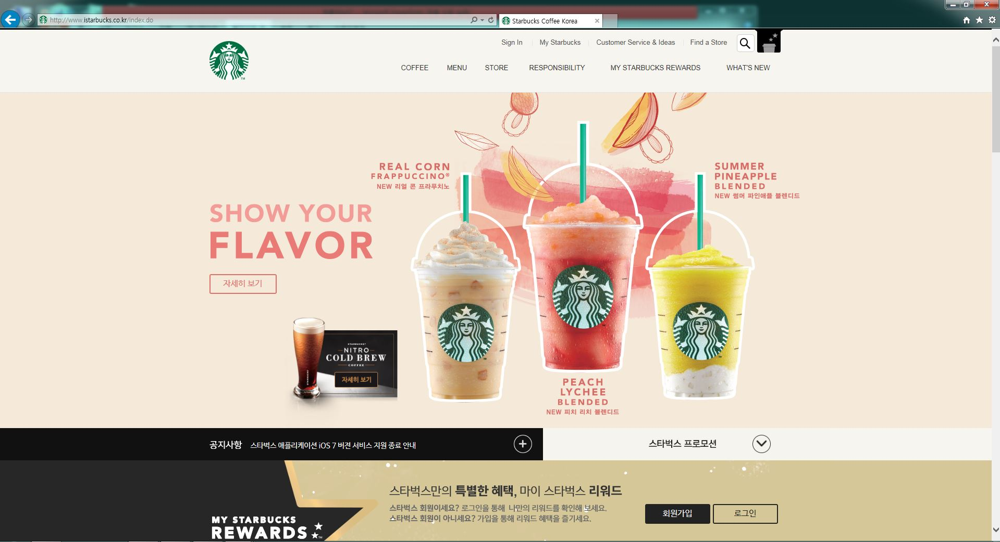 http://www.istarbucks.co.kr/index.do
Starbucks Coffee Korea
Sign In
My Starbucks
Customer Service & Ideas
Find a Store
COFFEE
MENU
STORE
RESPONSIBILITY
MY STARBUCKS REWARDS
WHAT'S NEW
REAL CORN
FRAPPUCCINO®
NEW 리얼 콘 프라푸치노
SUMMER
PINEAPPLE
BLENDED
NEW 썸머 파인애플 블렌디드
SHOW YOUR
FLAVOR
자세히 보기
STARBUCKS®
NITRO
COLD BREW
COFFEE
자세히 보기
STARBUCKS
PEACH
LYCHEE
BLENDED
NEW 피치 리치 블렌디드
공지사항 스타벅스 애플리케이션 iOS 7 버젼 서비스 지원 종료 안내
스타벅스 프로모션
스타벅스만의 특별한 혜택, 마이 스타벅스 리워드
스타벅스 회원이세요? 로그인을 통해 나만의 리워드를 확인해 보세요.
스타벅스 회원이 아니세요? 가입을 통해 리워드 혜택을 즐기세요.
회원가입
로그인
MY STARBUCKS
REWARDS TM